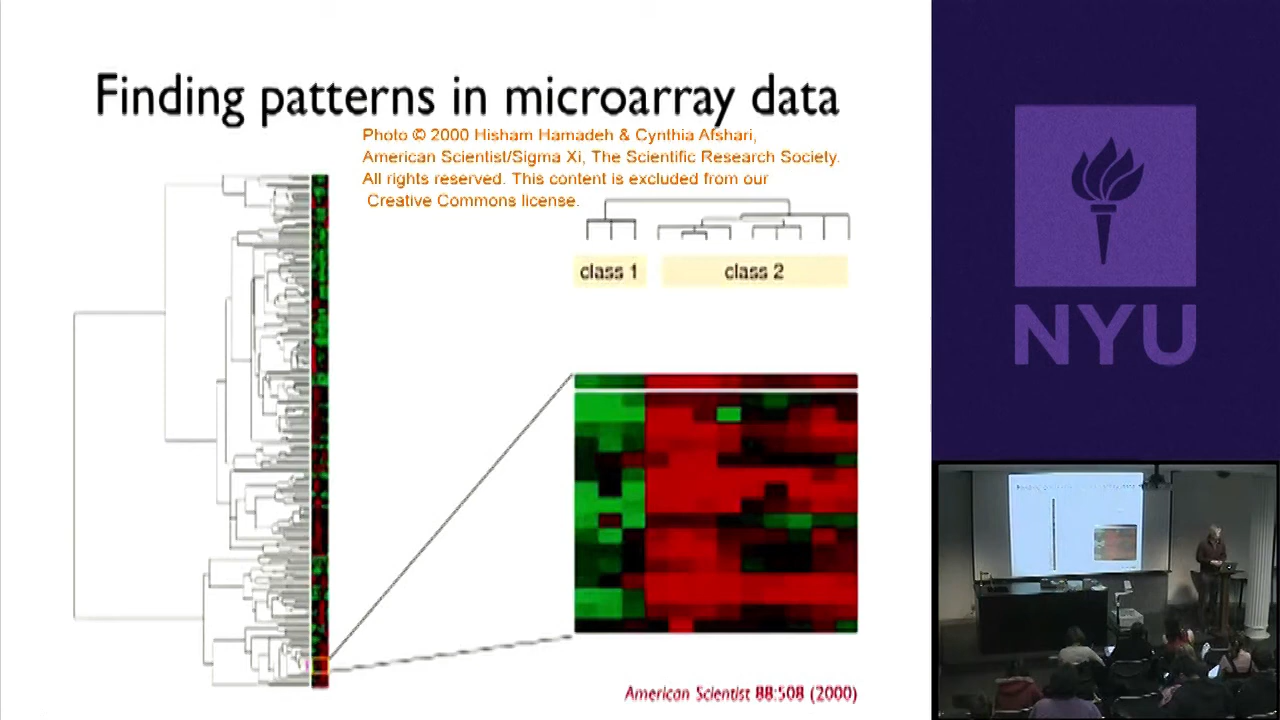 Finding patterns in microarray data
Photo © 2000 Hisham Hamadeh & Cynthia Afshari,
American Scientist/Sigma Xi, The Scientific Research Society.
All rights reserved. This content is excluded from our
Creative Commons license.
class 1
class 2
American Scientist 88:508 (2000)
NYU